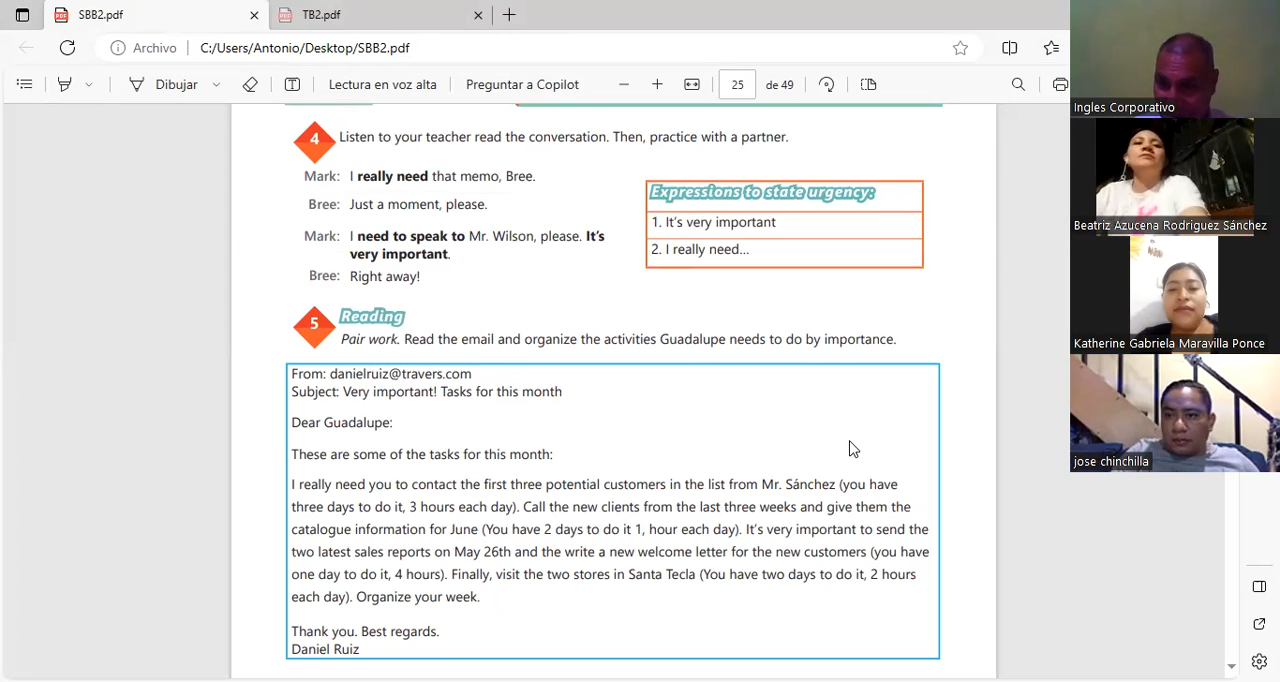 SBB2.pdf
TB2.pdf
Archivo
C:/Users/Antonio/Desktop/SBB2.pdf
Dibujar
Lectura en voz alta
Preguntar a Copilot
25
de 49
4
Listen to your teacher read the conversation. Then, practice with a partner.
Mark: I really need that memo, Bree.
Bree: Just a moment, please.
Mark: I need to speak to Mr. Wilson, please. It's
very important.
Bree: Right away!
Expressions to state urgency:
1. It's very important
2. I really need...
5
Reading
Pair work. Read the email and organize the activities Guadalupe needs to do by importance.
From: danielruiz@travers.com
Subject: Very important! Tasks for this month
Dear Guadalupe:
These are some of the tasks for this month:
I really need you to contact the first three potential customers in the list from Mr. Sánchez (you have
three days to do it, 3 hours each day). Call the new clients from the last three weeks and give them the
catalogue information for June (You have 2 days to do it 1, hour each day). It's very important to send the
two latest sales reports on May 26th and the write a new welcome letter for the new customers (you have
one day to do it, 4 hours). Finally, visit the two stores in Santa Tecla (You have two days to do it, 2 hours
each day). Organize your week.
Thank you. Best regards.
Daniel Ruiz
Ingles Corporativo
Beatriz Azucena Rodriguez Sánchez
Katherine Gabriela Maravilla Ponce
jose chinchilla